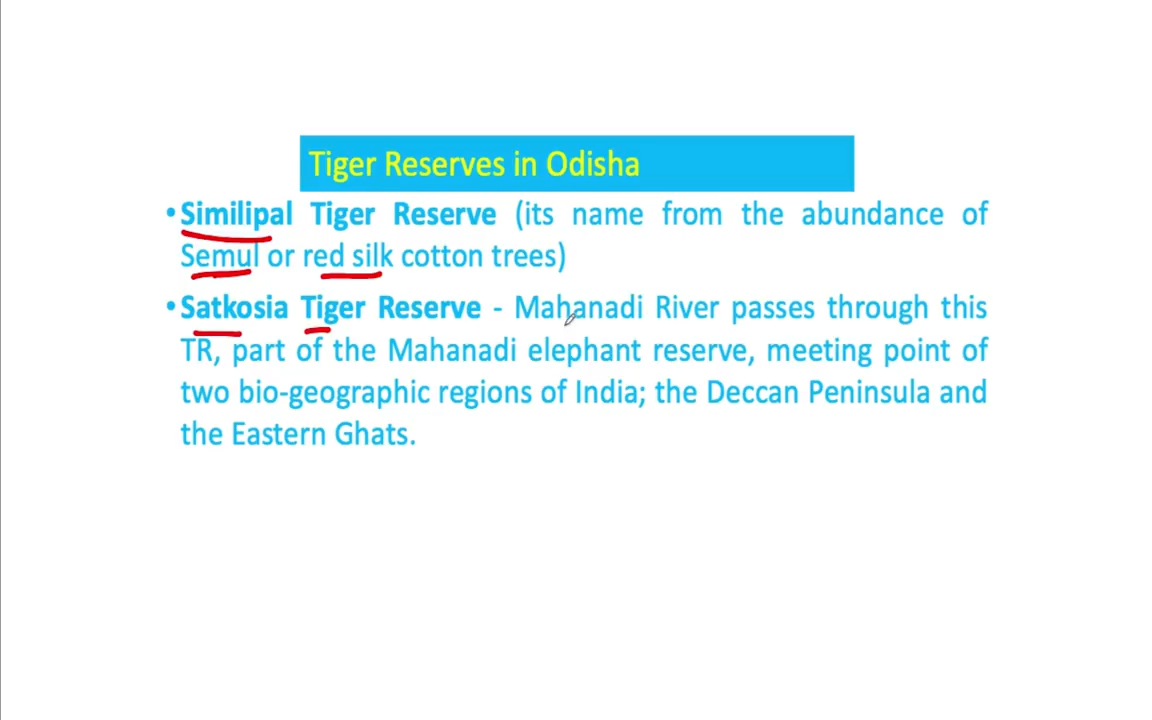 Tiger Reserves in Odisha
•Similipal Tiger Reserve (its name from the abundance of
Semul or red silk cotton trees)
•Satkosia Tiger Reserve - Mahanadi River passes through this
TR, part of the Mahanadi elephant reserve, meeting point of
two bio-geographic regions of India; the Deccan Peninsula and
the Eastern Ghats.